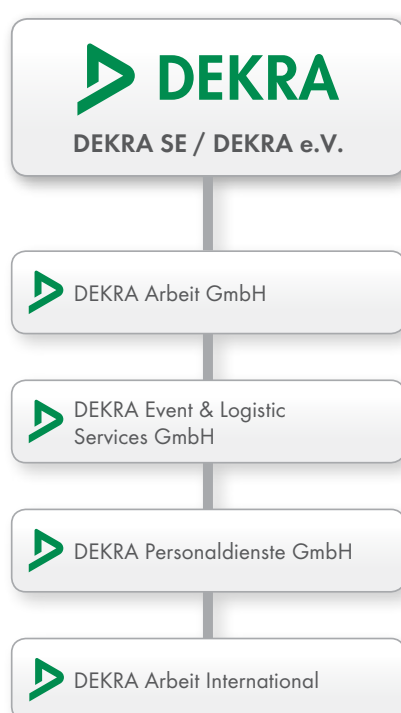 DEKRA
DEKRA SE / DEKRA e.V.
DEKRA Arbeit GmbH
DEKRA Event & Logistic
Services GmbH
DEKRA Personaldienste GmbH
DEKRA Arbeit International